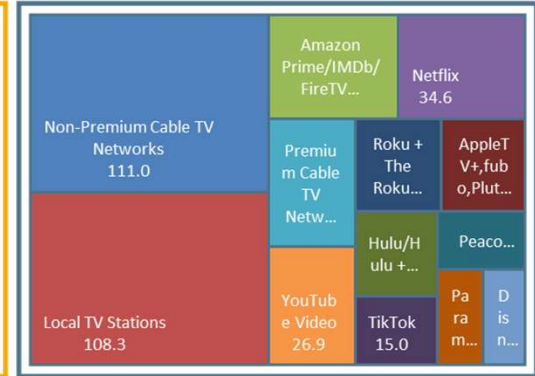 Non-Premium Cable TV
Networks
111.0
Local TV Stations
108.3
Amazon
Prime/IMDb/
FireTV...
Netflix
34.6
Premiu
m Cable
TV
Netw...
Roku +
The
Roku...
AppleT
V+,fub
o,Plut...
Hulu/H
ulu +...
Peaco...
YouTub
e Video
26.9
TikTok
15.0
Pa
ra
m...
D
is
n...